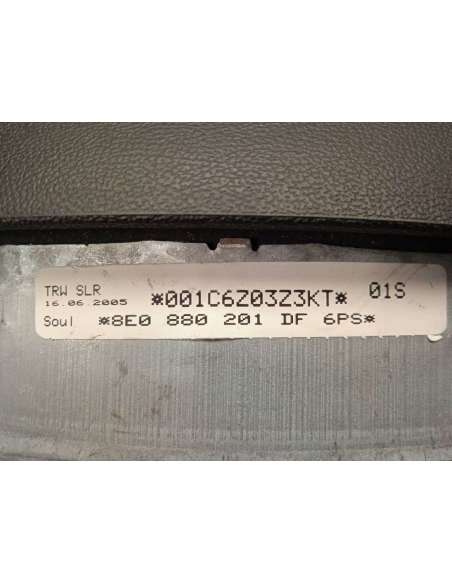 TRW SLR *001C6Z03Z3KT* 01S
16.06.2005
Soul *8E0 880 201 DF 6PS*